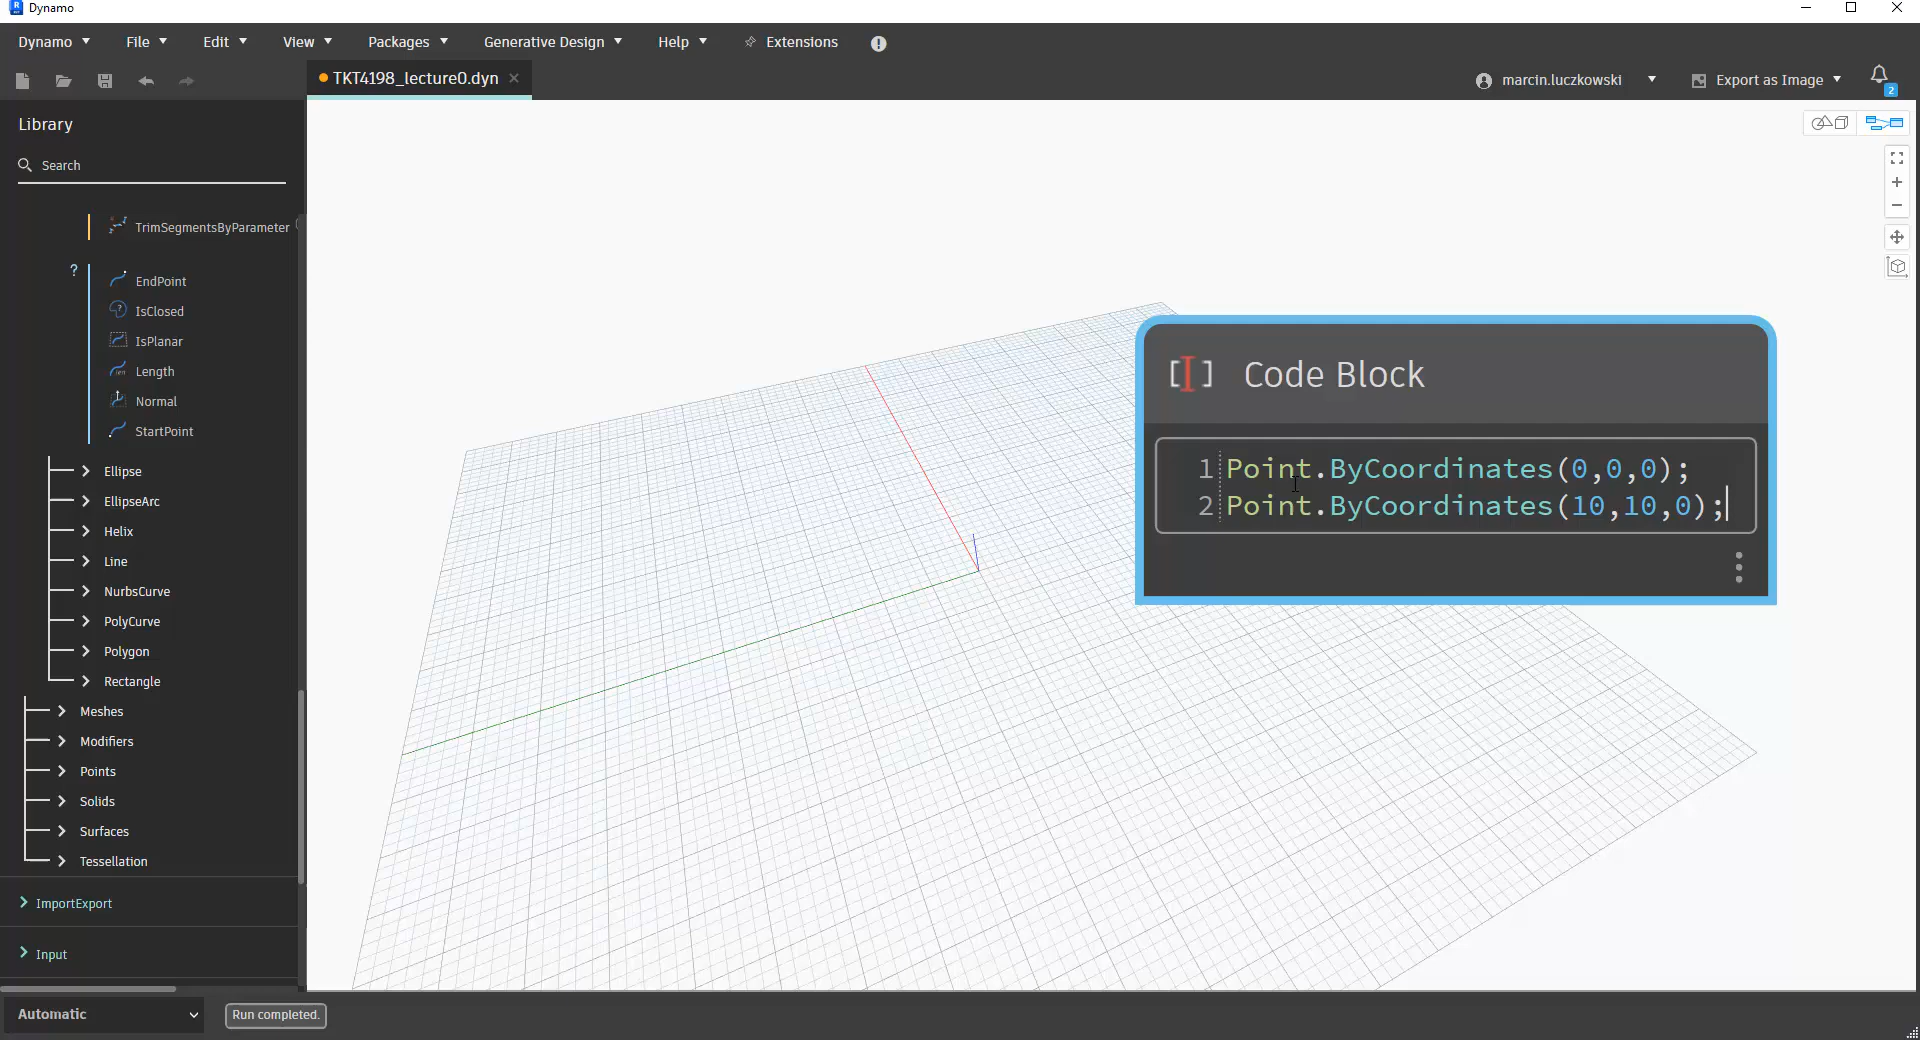 Dynamo
Dynamo File Edit View Packages Generative Design Help Extensions
TKT4198_lecture0.dyn
marcin.luczkowski Export as Image 2
Library
Search
TrimSegmentsByParameter
?
EndPoint
IsClosed
IsPlanar
Length
Normal
StartPoint
Ellipse
EllipseArc
Helix
Line
NurbsCurve
PolyCurve
Polygon
Rectangle
Meshes
Modifiers
Points
Solids
Surfaces
Tessellation
ImportExport
Input
Code Block
1 Point.ByCoordinates(0,0,0);
2 Point.ByCoordinates(10,10,0);
Automatic Run completed.